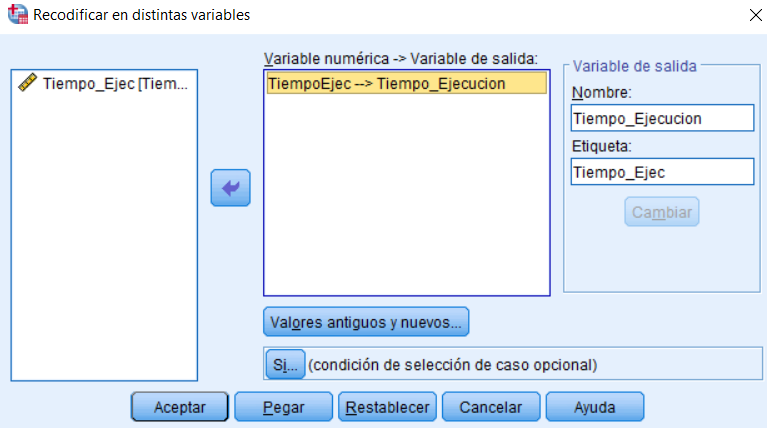 Recodificar en distintas variables
Variable numérica -> Variable de salida:
Tiempo_Ejec [Tiem...
TiempoEjec --> Tiempo_Ejecucion
Variable de salida
Nombre:
Tiempo_Ejecucion
Etiqueta:
Tiempo_Ejec
Cambiar
Valores antiguos y nuevos...
Si... (condición de selección de caso opcional)
Aceptar Pegar Restablecer Cancelar Ayuda